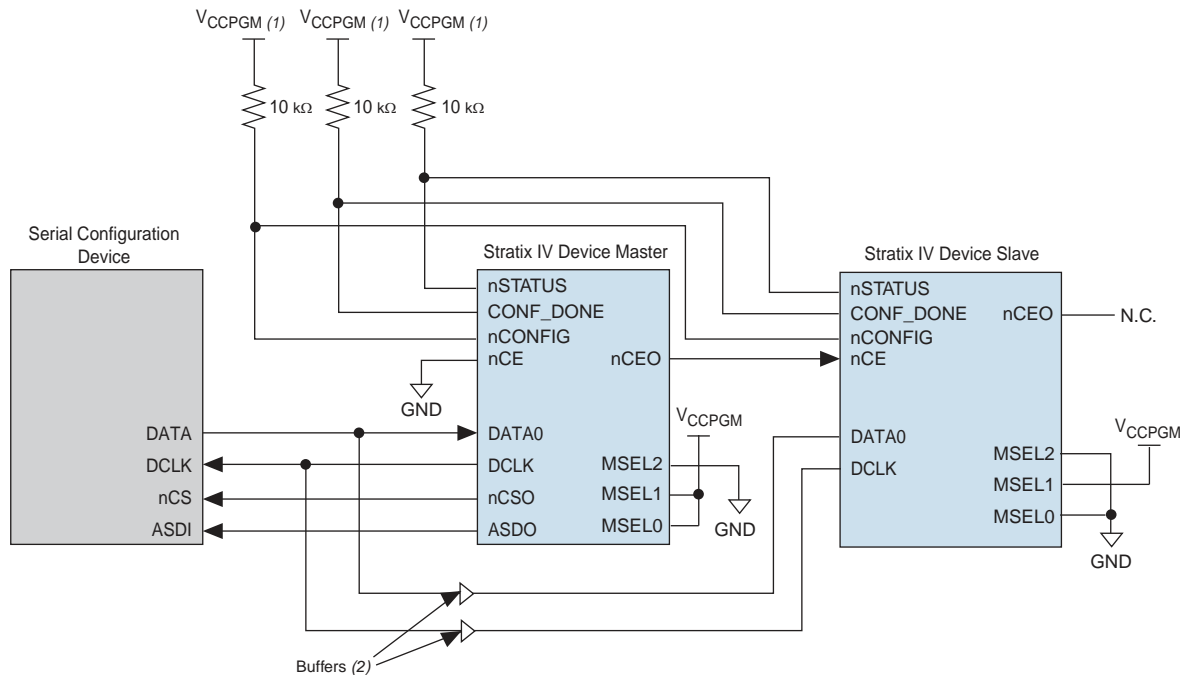 VCCPGM (1) VCCPGM (1) VCCPGM (1)
10 kΩ 10 kΩ 10 kΩ
Serial Configuration
Device
DATA
DCLK
nCS
ASDI
Stratix IV Device Master
nSTATUS
CONF_DONE
nCONFIG
nCE
nCEO
GND
DATA0
DCLK
nCSO
ASDO
VCCPGM
MSEL2
MSEL1
MSEL0
GND
Stratix IV Device Slave
nSTATUS
CONF_DONE
nCONFIG
nCE
nCEO
N.C.
DATA0
DCLK
VCCPGM
MSEL2
MSEL1
MSEL0
GND
Buffers (2)